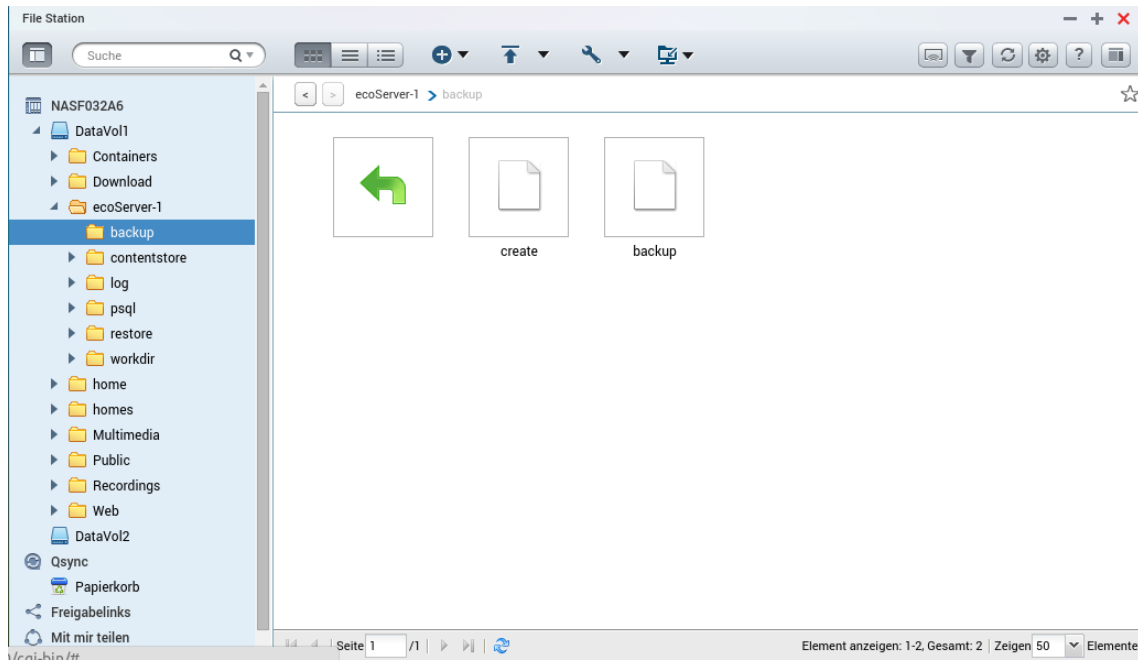 File Station
Suche
NASF032A6
DataVol1
Containers
Download
ecoServer-1
backup
contentstore
log
psql
restore
workdir
home
homes
Multimedia
Public
Recordings
Web
DataVol2
Qsync
Papierkorb
Freigabelinks
Mit mir teilen
ecoServer-1 > backup
create
backup
Seite 1 /1
Element anzeigen: 1-2, Gesamt: 2 | Zeigen 50 Elemente